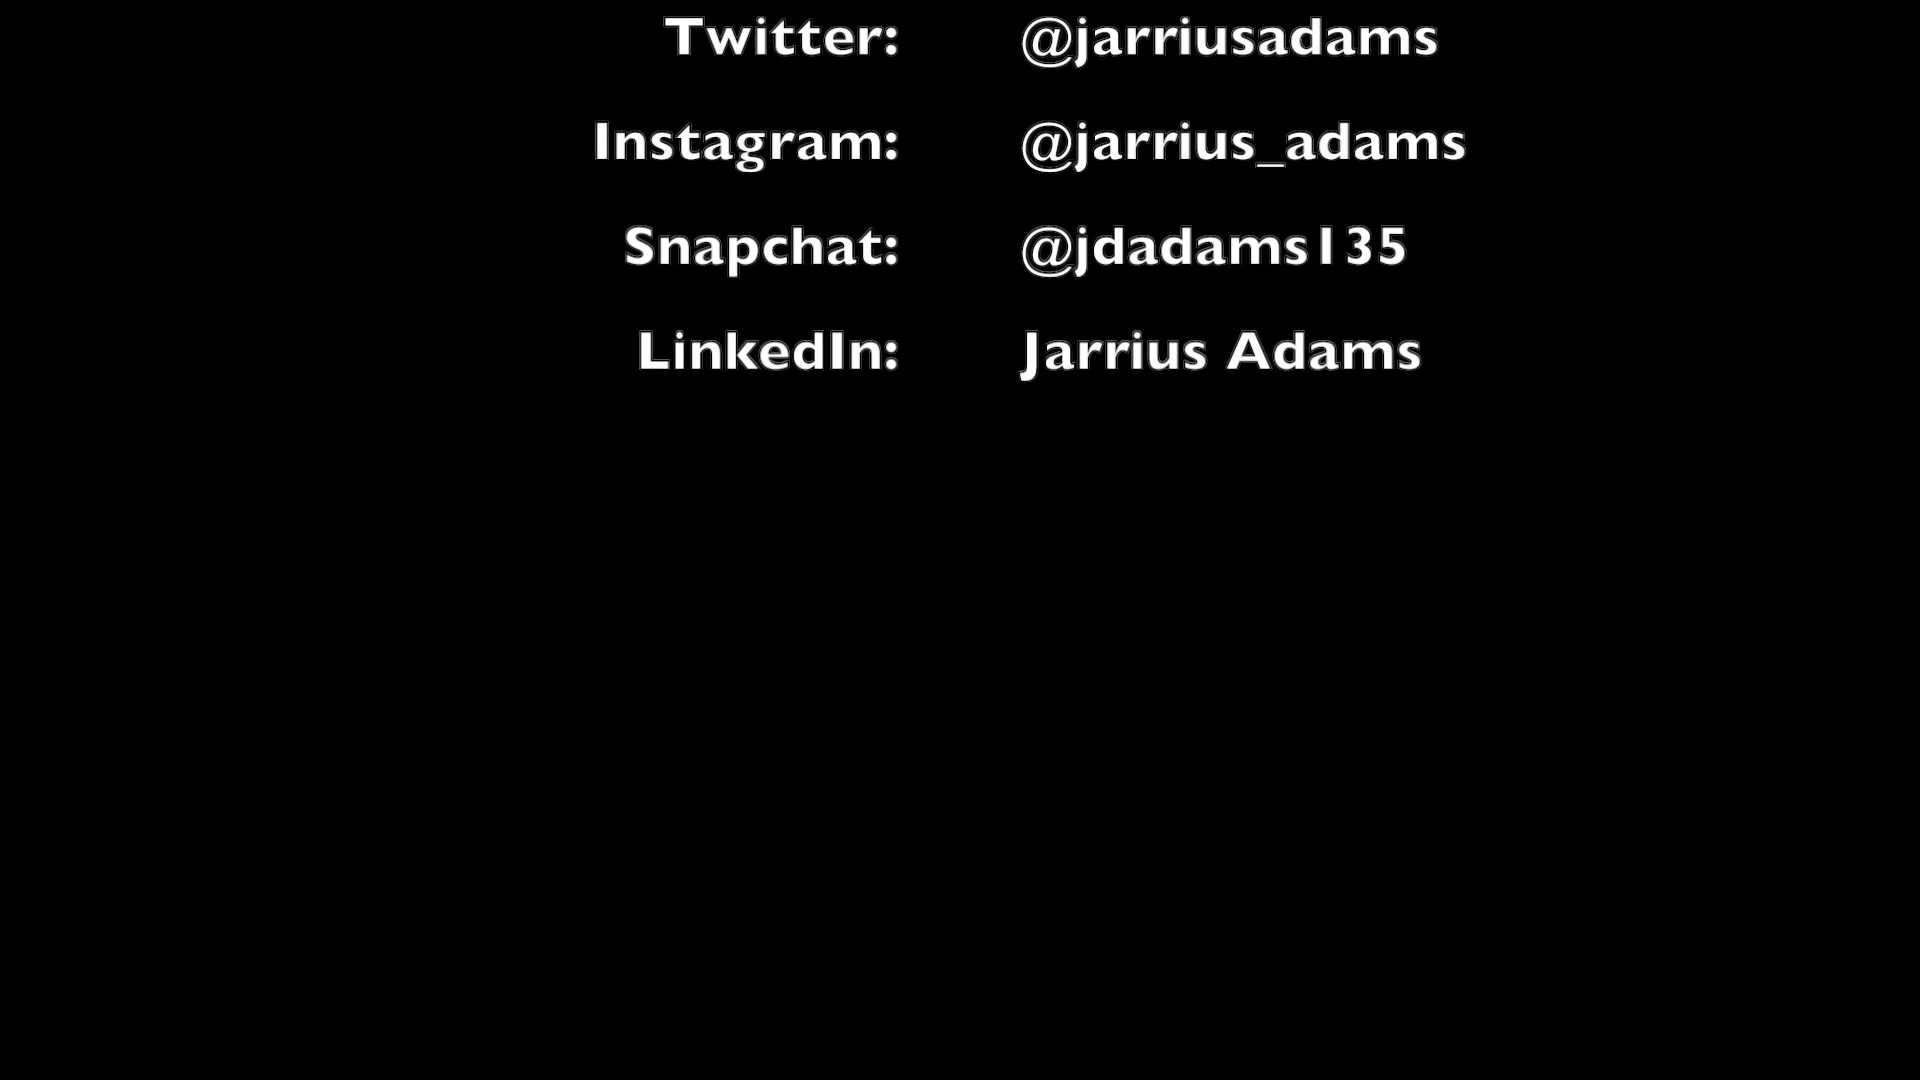 Twitter: @jarriusadams
Instagram: @jarrius_adams
Snapchat: @jdadams135
LinkedIn: Jarrius Adams